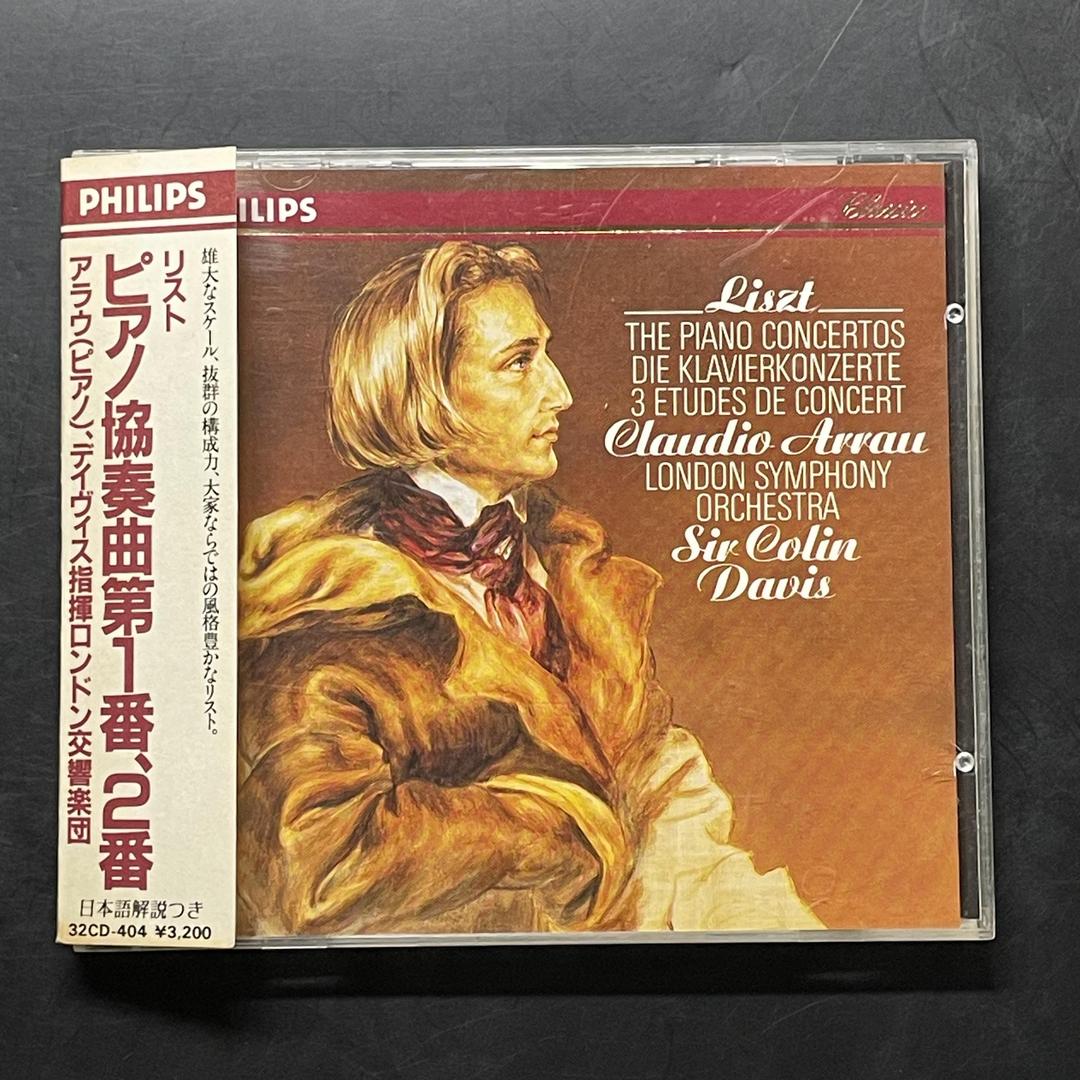 PHILIPS
雄大なスケール、抜群の構成力、大家ならではの風格豊かなリスト。
リスト
ピアノ協奏曲第1番、2番
アラウ(ピアノ)、デイヴィス指揮ロンドン交響楽団
日本語解説つき
32CD-404 ¥3,200
ILIPS
Classics
Liszt
THE PIANO CONCERTOS
DIE KLAVIERKONZERTE
3 ETUDES DE CONCERT
Claudio Arrau
LONDON SYMPHONY
ORCHESTRA
Sir Colin
Davis